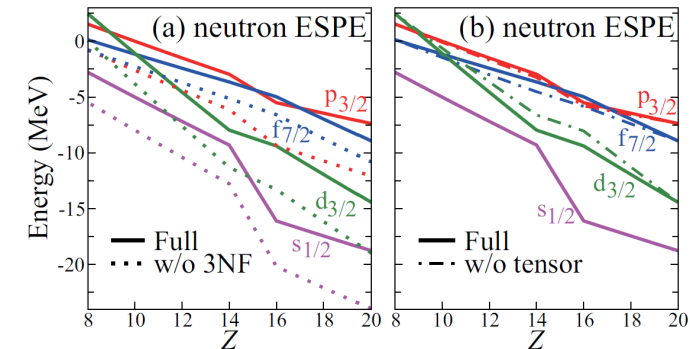 (a) neutron ESPE
(b) neutron ESPE
Energy (MeV)
0
-5
-10
-15
-20
p3/2
f7/2
d3/2
s1/2
Full
w/o 3NF
p3/2
f7/2
d3/2
s1/2
Full
w/o tensor
8 10 12 14 16 18 20
8 10 12 14 16 18 20
Z
Z